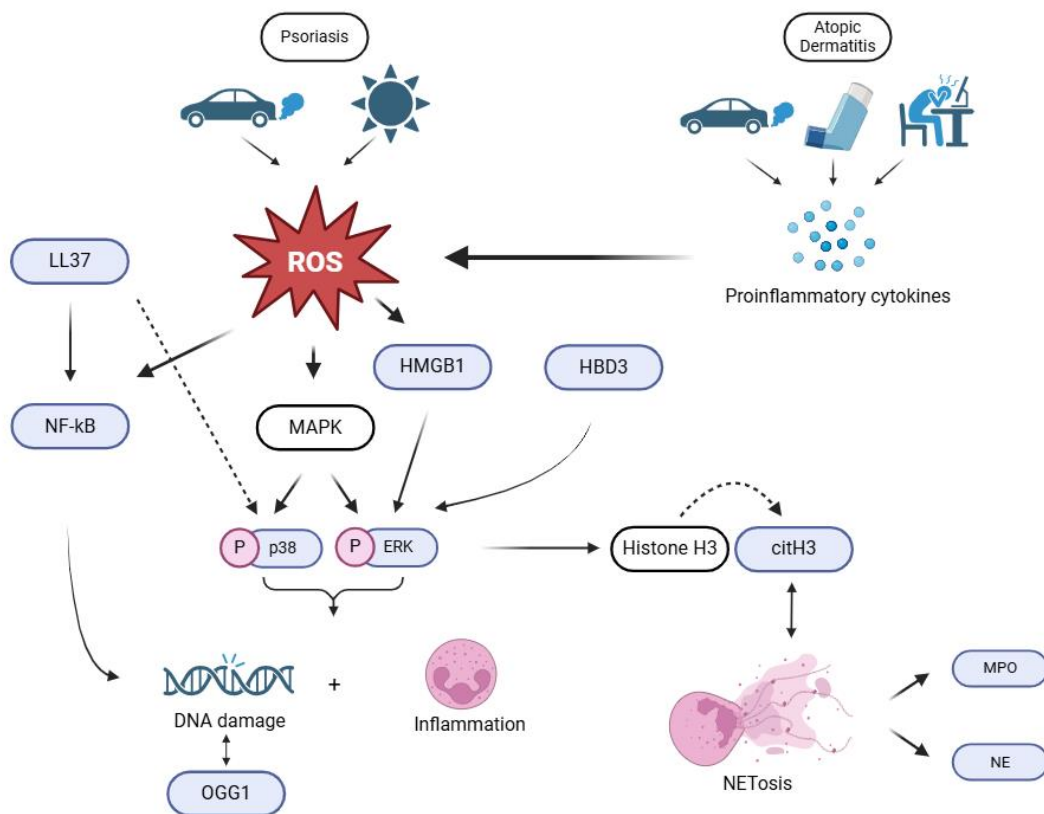 Psoriasis
Atopic
Dermatitis
ROS
LL37
Proinflammatory cytokines
HMGB1
HBD3
NF-kB
MAPK
P
p38
P
ERK
Histone H3
citH3
MPO
DNA damage
+
Inflammation
NE
NETosis
OGG1